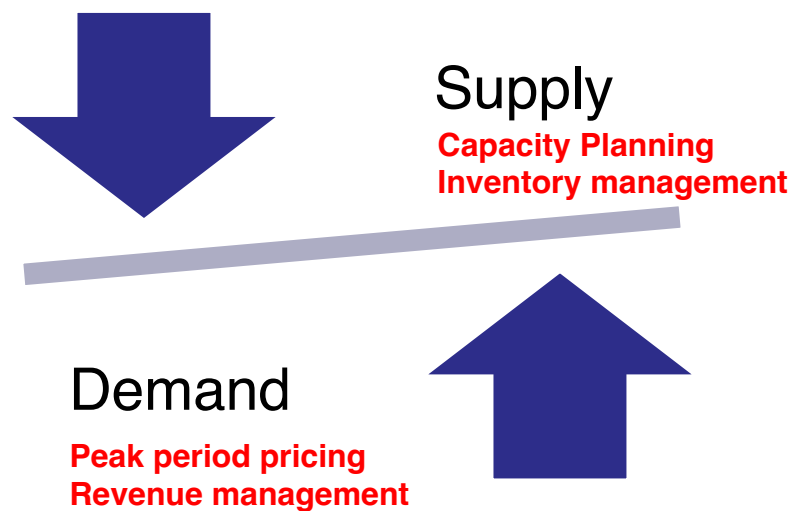 Supply
Capacity Planning
Inventory management
Demand
Peak period pricing
Revenue management